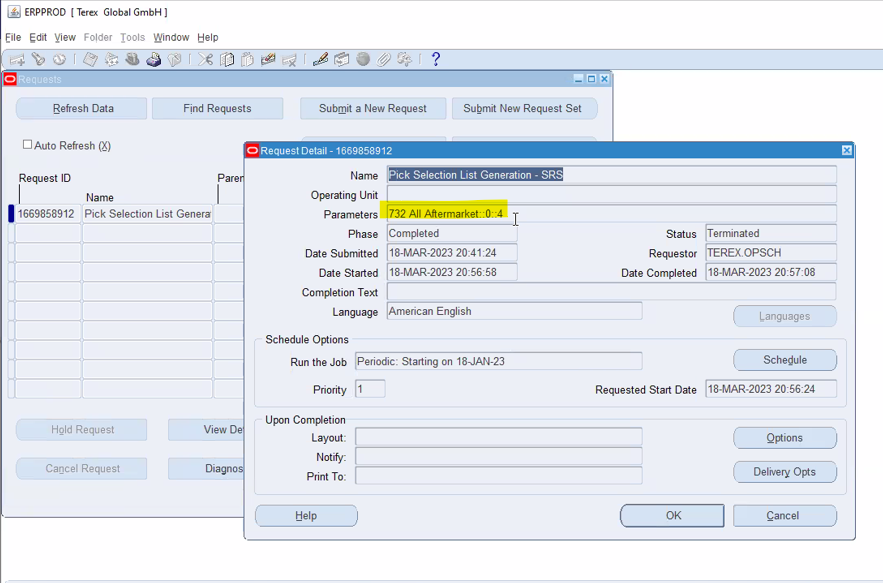 ERPPROD [ Terex Global GmbH ]
File Edit View Folder Tools Window Help
?
Requests
Refresh Data Find Requests Submit a New Request Submit New Request Set
Auto Refresh (X)
Request ID
Name
Paren
1669858912 Pick Selection List Genera
Hold Request View De
Cancel Request Diagnos
Request Detail - 1669858912
Name Pick Selection List Generation - SRS
Operating Unit
Parameters 732 All Aftermarket::0::4
Phase Completed Status Terminated
Date Submitted 18-MAR-2023 20:41:24 Requestor TEREX.OPSCH
Date Started 18-MAR-2023 20:56:58 Date Completed 18-MAR-2023 20:57:08
Completion Text
Language American English Languages
Schedule Options
Run the Job Periodic: Starting on 18-JAN-23 Schedule
Priority 1 Requested Start Date 18-MAR-2023 20:56:24
Upon Completion
Layout: Options
Notify:
Print To: Delivery Opts
Help OK Cancel